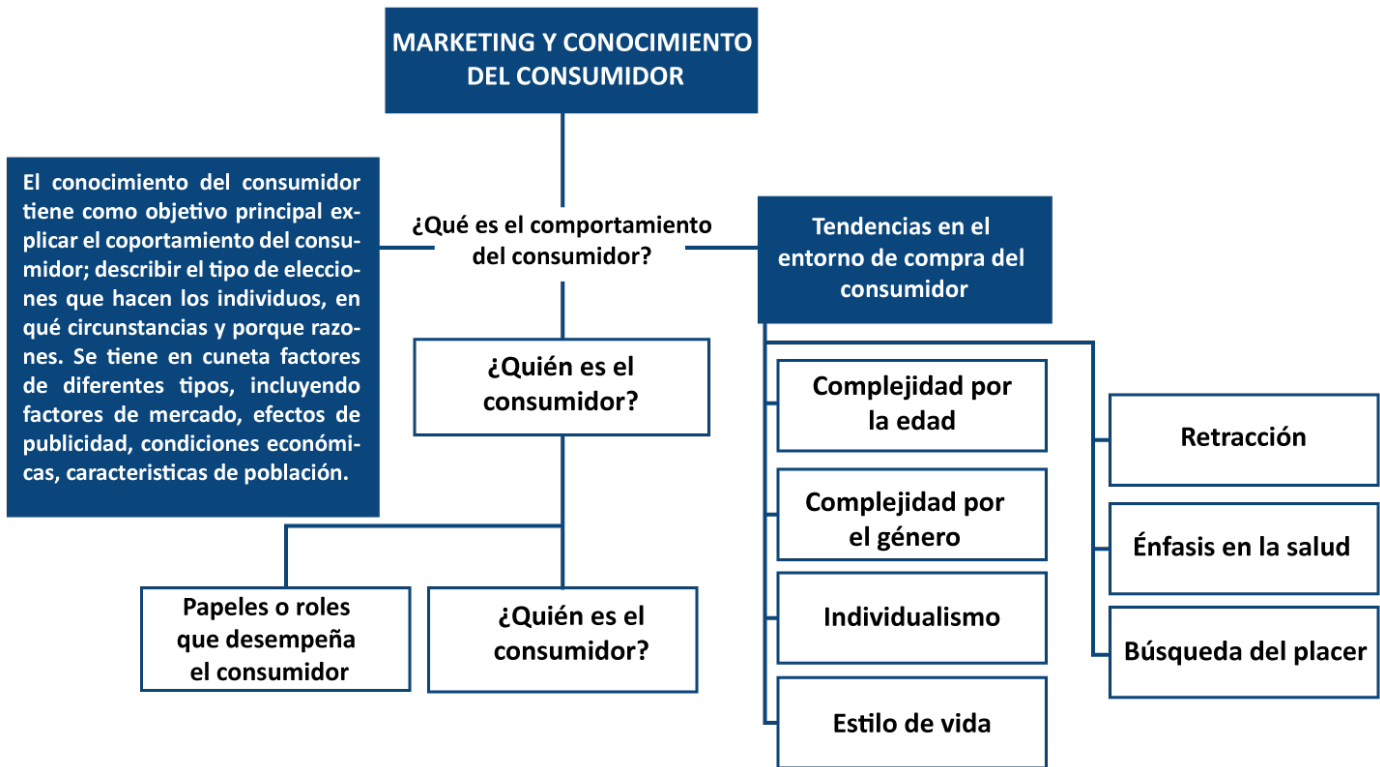 MARKETING Y CONOCIMIENTO
DEL CONSUMIDOR
El conocimiento del consumidor
tiene como objetivo principal ex-
plicar el coportamiento del consu-
midor; describir el tipo de eleccio-
nes que hacen los individuos, en
qué circunstancias y porque razo-
nes. Se tiene en cuneta factores
de diferentes tipos, incluyendo
factores de mercado, efectos de
publicidad, condiciones económi-
cas, caracteristicas de población.
¿Qué es el comportamiento
del consumidor?
Tendencias en el
entorno de compra del
consumidor
¿Quién es el
consumidor?
Papeles o roles
que desempeña
el consumidor
¿Quién es el
consumidor?
Complejidad por
la edad
Complejidad por
el género
Individualismo
Estilo de vida
Retracción
Énfasis en la salud
Búsqueda del placer